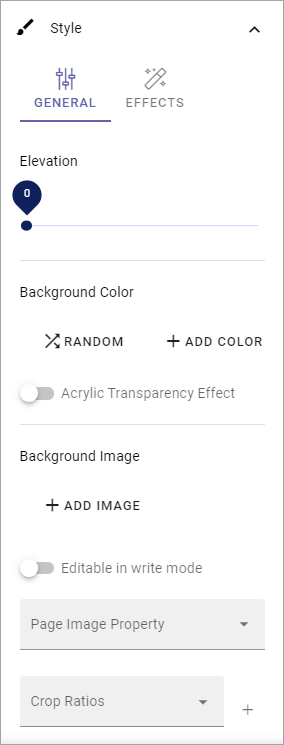 Style
GENERAL EFFECTS
Elevation
0
Background Color
RANDOM ADD COLOR
Acrylic Transparency Effect
Background Image
ADD IMAGE
Editable in write mode
Page Image Property
Crop Ratios